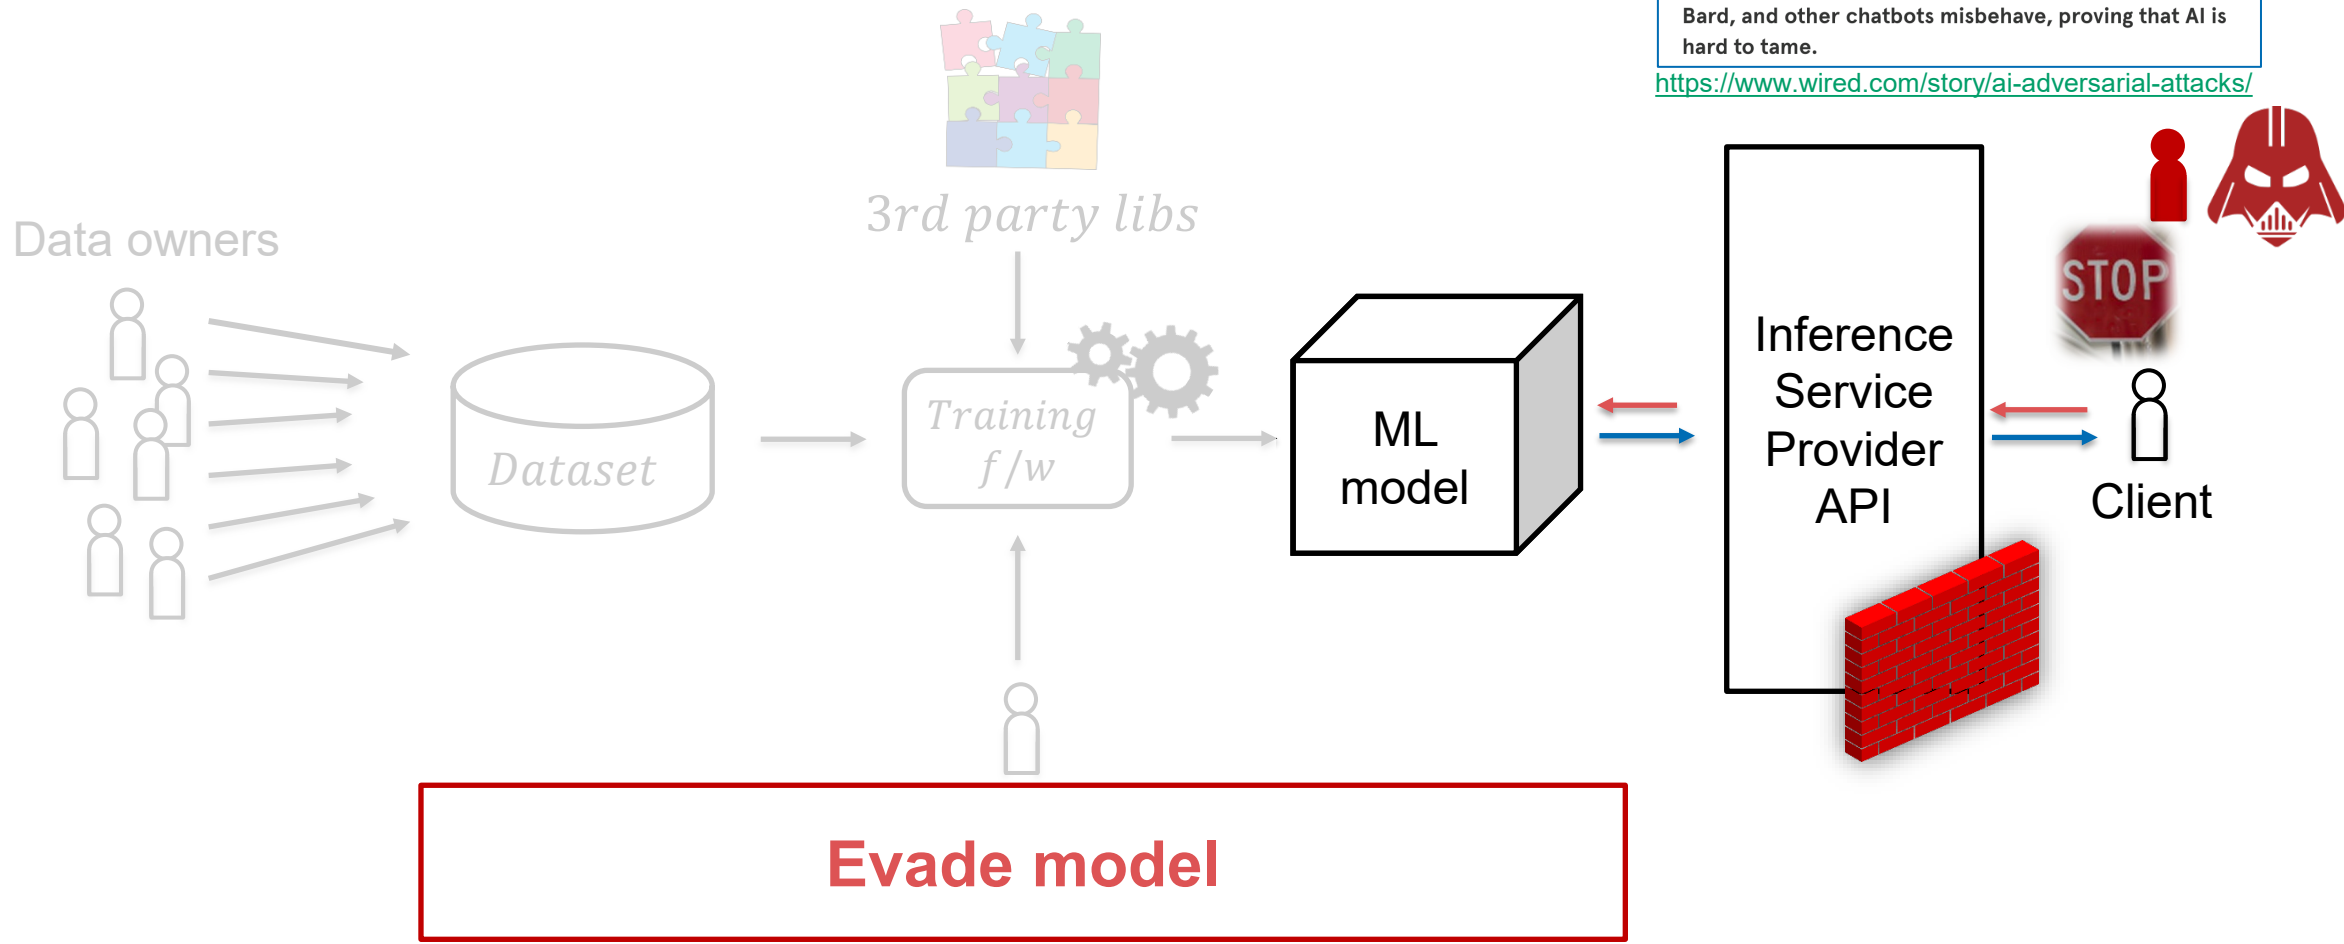 Bard, and other chatbots misbehave, proving that AI is
hard to tame.
https://www.wired.com/story/ai-adversarial-attacks/
3rd party libs
Data owners
STOP
Inference
Service
Provider
API
Training
f/w
ML
model
Dataset
Client
Evade model